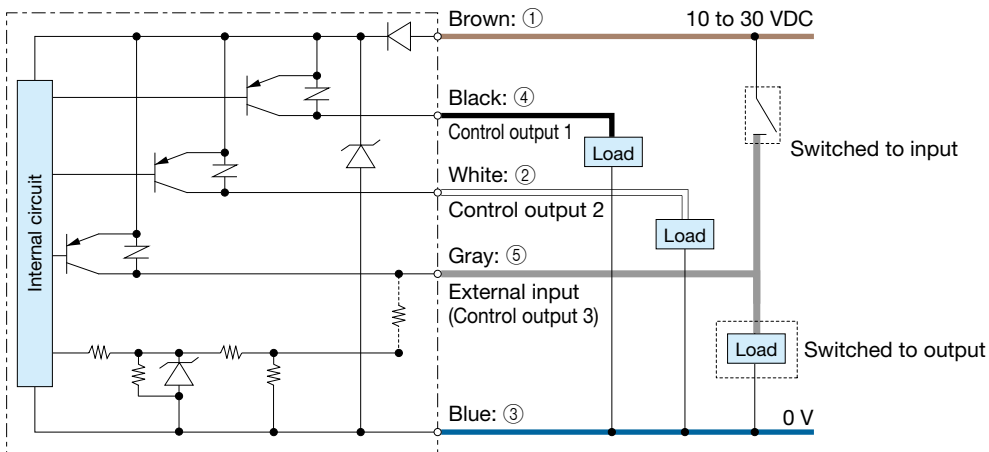 Brown: ①
10 to 30 VDC
Black: ④
Control output 1
Load
Switched to input
White: ②
Control output 2
Load
Internal circuit
Gray: ⑤
External input
(Control output 3)
Load
Switched to output
Blue: ③
0 V